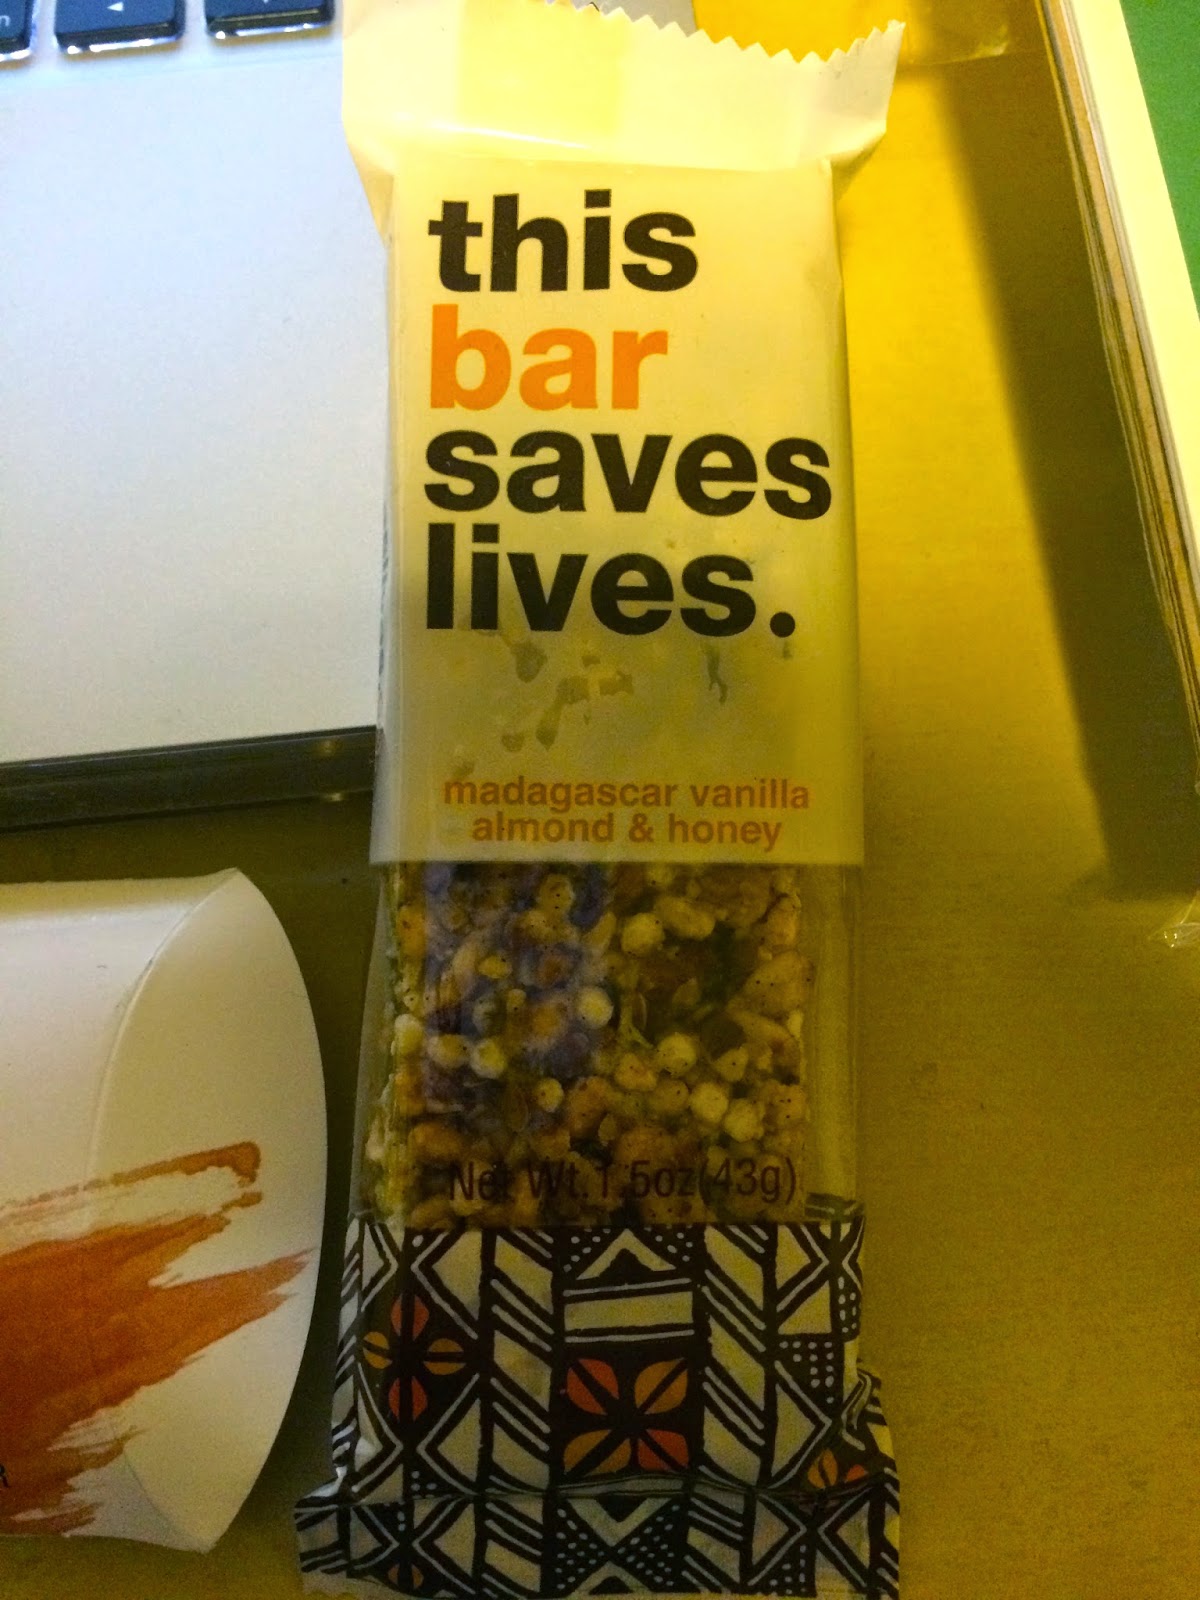 this
bar
saves
lives.
madagascar vanilla
almond & honey
Net Wt. 1.5oz(43g)
R